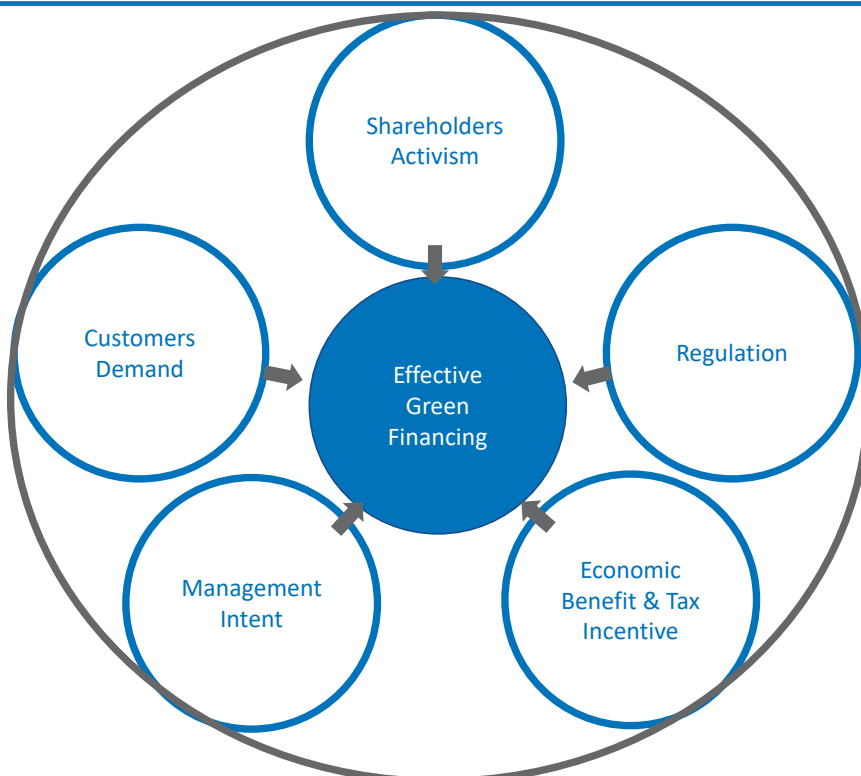 Shareholders
Activism
Customers
Demand
Regulation
Effective
Green
Financing
Management
Intent
Economic
Benefit & Tax
Incentive